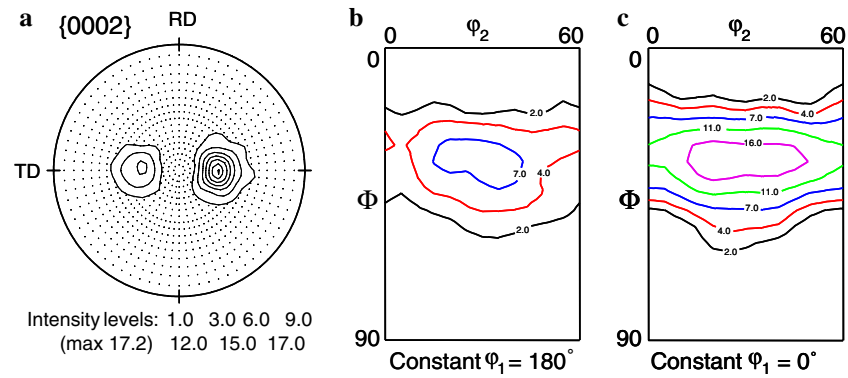 a {0002} RD
TD
Intensity levels: 1.0 3.0 6.0 9.0
(max 17.2) 12.0 15.0 17.0
b
0 φ₂ 60
0
2.0
7.0 4.0
Φ
2.0
90
Constant φ₁ = 180°
c
0 φ₂ 60
0
2.0
4.0
7.0
11.0
16.0
11.0
Φ
7.0
4.0
2.0
90
Constant φ₁ = 0°